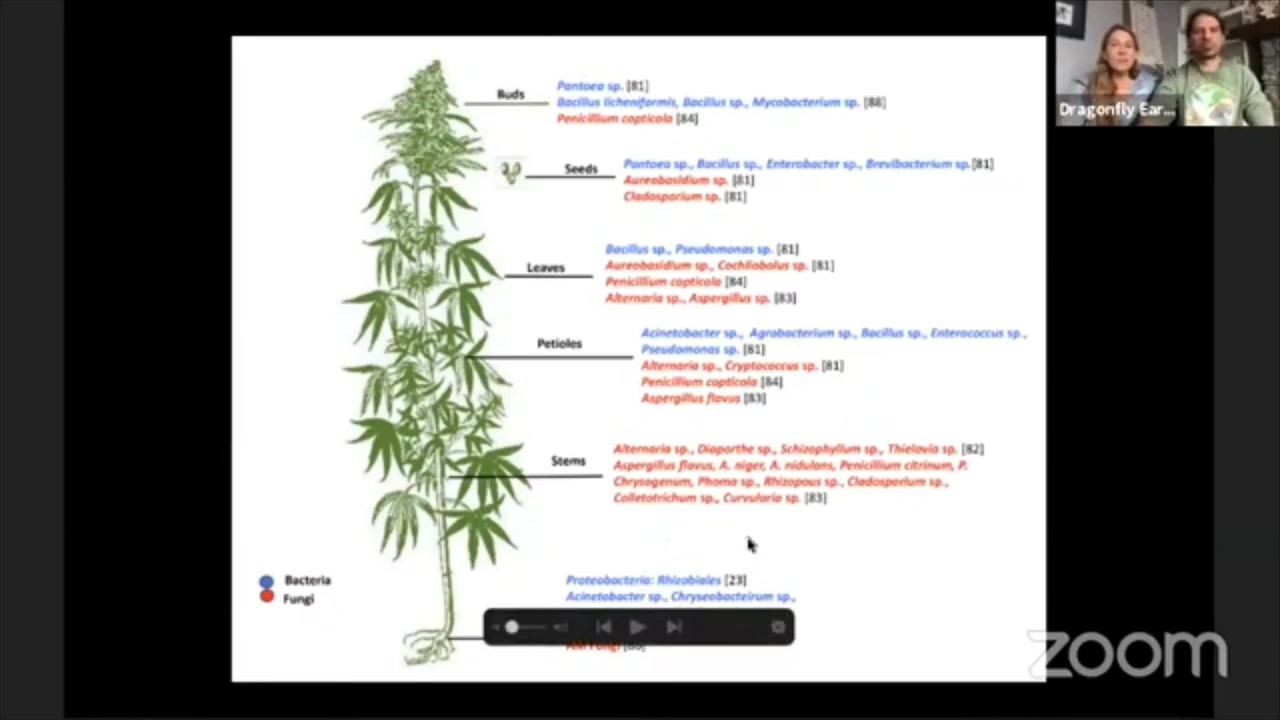 Buds
Pantoea sp. [81]
Bacillus licheniformis, Bacillus sp., Mycobacterium sp. [88]
Penicillium copticola [84]
Seeds
Pantoea sp., Bacillus sp., Enterobacter sp., Brevibacterium sp.[81]
Aureobasidium sp. [81]
Cladosporium sp. [81]
Leaves
Bacillus sp., Pseudomonas sp. [81]
Aureobasidium sp., Cochliobolus sp. [81]
Penicillium copticola [84]
Alternaria sp., Aspergillus sp. [83]
Petioles
Acinetobacter sp., Agrobacterium sp., Bacillus sp., Enterococcus sp.,
Pseudomonas sp. [81]
Alternaria sp., Cryptococcus sp. [81]
Penicillium copticola [84]
Aspergillus flavus [83]
Stems
Alternaria sp., Diaporthe sp., Schizophyllum sp., Thielavia sp. [82]
Aspergillus flavus, A. niger, A. nidulans, Penicillium citrinum, P.
Chrysogenum, Phoma sp., Rhizopous sp., Cladosporium sp.,
Colletotrichum sp., Curvularia sp. [83]
Proteobacteria: Rhizobiales [23]
Acinetobacter sp., Chryseobacteirum sp.,
AM Fungi
Bacteria
Fungi
Dragonfly Ear...
zoom